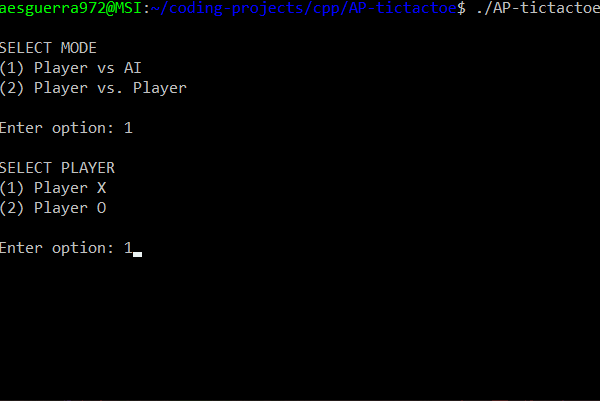 aesguerra972@MSI:~/coding-projects/cpp/AP-tictactoe$ ./AP-tictactoe
SELECT MODE
(1) Player vs AI
(2) Player vs. Player
Enter option: 1
SELECT PLAYER
(1) Player X
(2) Player O
Enter option: 1